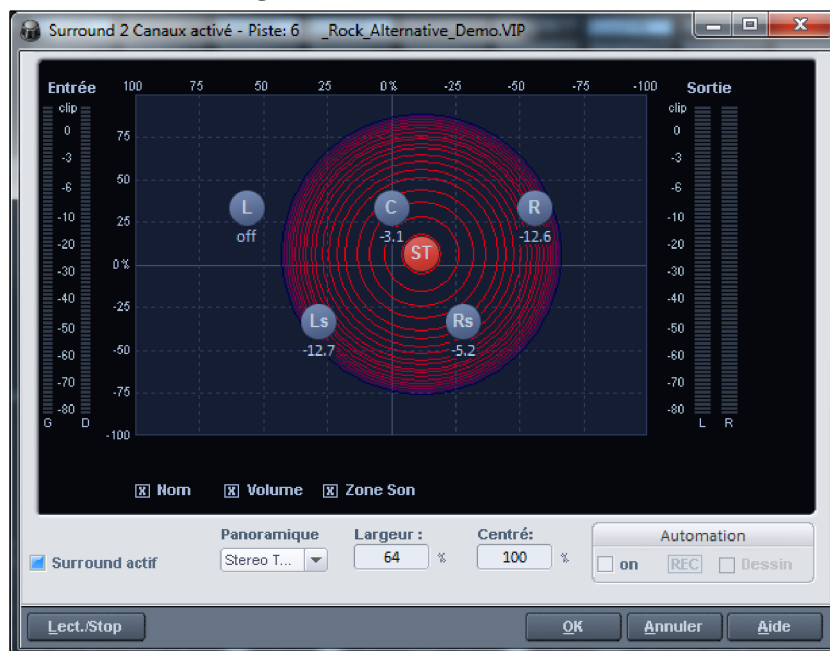 Surround 2 Canaux activé - Piste: 6 _Rock_Alternative_Demo.VIP
Entrée 100 75 50 25 0% -25 -50 -75 -100 Sortie
clip clip
0 0
75
-3 -3
-6 50 -6
L C R
-10 25 -10
off -3.1 -12.6
-20 ST -20
0%
-30 -30
-40 -25 -40
Ls Rs
-50 -50
-12.7 -5.2
-50
-60 -60
-70 -75 -70
-80 -80
G D L R
-100
x Nom x Volume x Zone Son
Panoramique Largeur : Centré: Automation
Surround actif Stereo T... 64 % 100 % on REC Dessin
Lect./Stop OK Annuler Aide